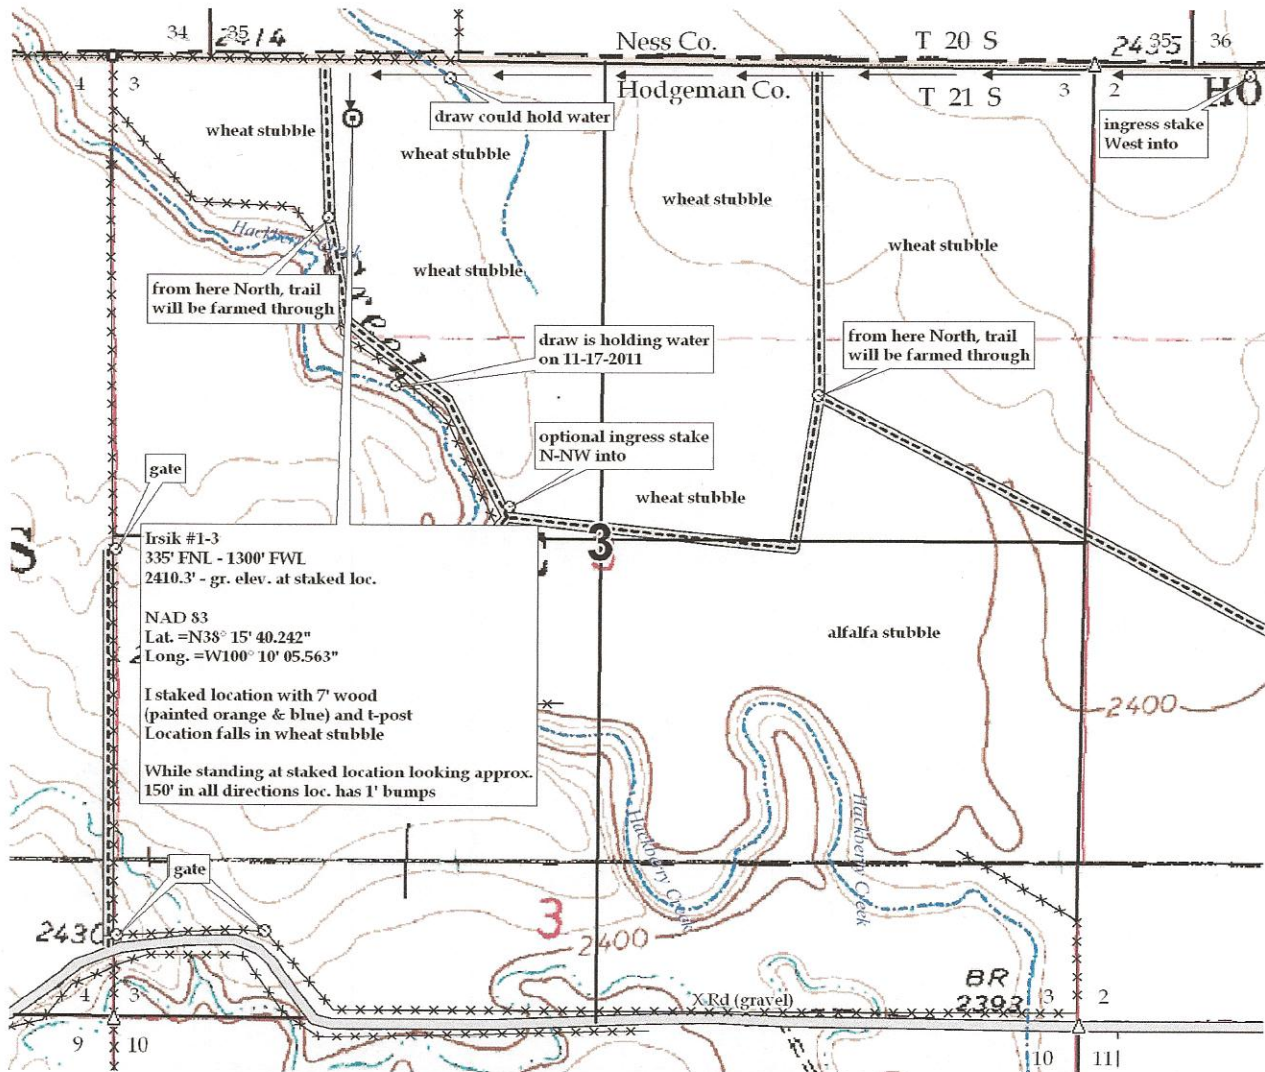 34
35
2414
Ness Co.
T 20 S
2435
35
36
4
3
Hodgeman Co.
T 21 S
3
2
HO
draw could hold water
ingress stake
West into
wheat stubble
wheat stubble
wheat stubble
wheat stubble
wheat stubble
Hackberry Creek
from here North, trail
will be farmed through
draw is holding water
on 11-17-2011
from here North, trail
will be farmed through
optional ingress stake
N-NW into
gate
wheat stubble
S
3
Irsik #1-3
335' FNL - 1300' FWL
2410.3' - gr. elev. at staked loc.
NAD 83
Lat. =N38° 15' 40.242"
Long. =W100° 10' 05.563"
I staked location with 7' wood
(painted orange & blue) and t-post
Location falls in wheat stubble
While standing at staked location looking approx.
150' in all directions loc. has 1' bumps
alfalfa stubble
2400
Hackberry Creek
Hackberry Creek
gate
3
2430
2400
BR
2393
X Rd (gravel)
4
3
3
2
9
10
10
11